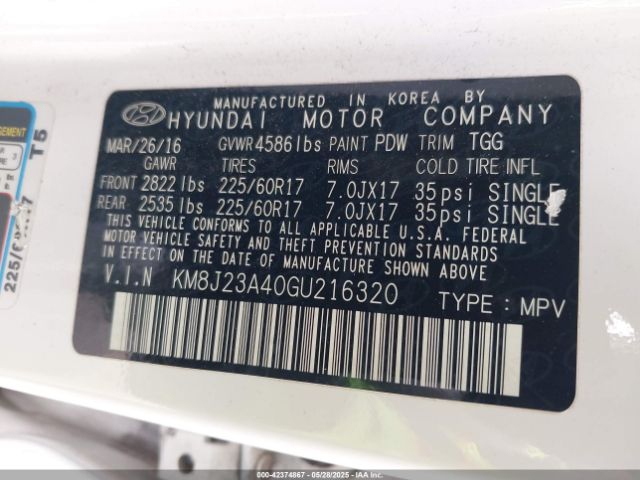 MANUFACTURED IN KOREA BY
HYUNDAI MOTOR COMPANY
MAR/26/16 GVWR 4586 lbs PAINT PDW TRIM TGG
GAWR TIRES RIMS COLD TIRE INFL
FRONT 2822 lbs 225/60R17 7.0JX17 35psi SINGLE
REAR 2535 lbs 225/60R17 7.0JX17 35psi SINGLE
THIS VEHICLE CONFORMS TO ALL APPLICABLE U.S.A. FEDERAL
MOTOR VEHICLE SAFETY AND THEFT PREVENTION STANDARDS
IN EFFECT ON THE DATE OF MANUFACTURE SHOWN ABOVE.
V.I.N KM8J23A40GU216320
TYPE : MPV
T5
IAA 42374867 05/28/2025 IAA